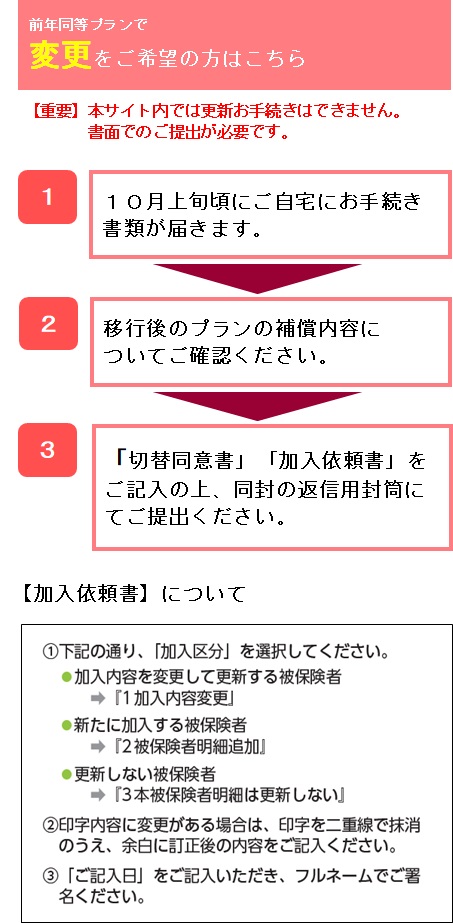 前年同等プランで
変更をご希望の方はこちら
【重要】本サイト内では更新お手続きはできません。
書面でのご提出が必要です。
1
１０月上旬頃にご自宅にお手続き
書類が届きます。
2
移行後のプランの補償内容に
ついてご確認ください。
3
「切替同意書」「加入依頼書」を
ご記入の上、同封の返信用封筒に
てご提出ください。
【加入依頼書】について
①下記の通り、「加入区分」を選択してください。
●加入内容を変更して更新する被保険者
➡『1加入内容変更』
●新たに加入する被保険者
➡『2被保険者明細追加』
●更新しない被保険者
➡『3本被保険者明細は更新しない』
②印字内容に変更がある場合は、印字を二重線で抹消
のうえ、余白に訂正後の内容をご記入ください。
③「ご記入日」をご記入いただき、フルネームでご署
名ください。